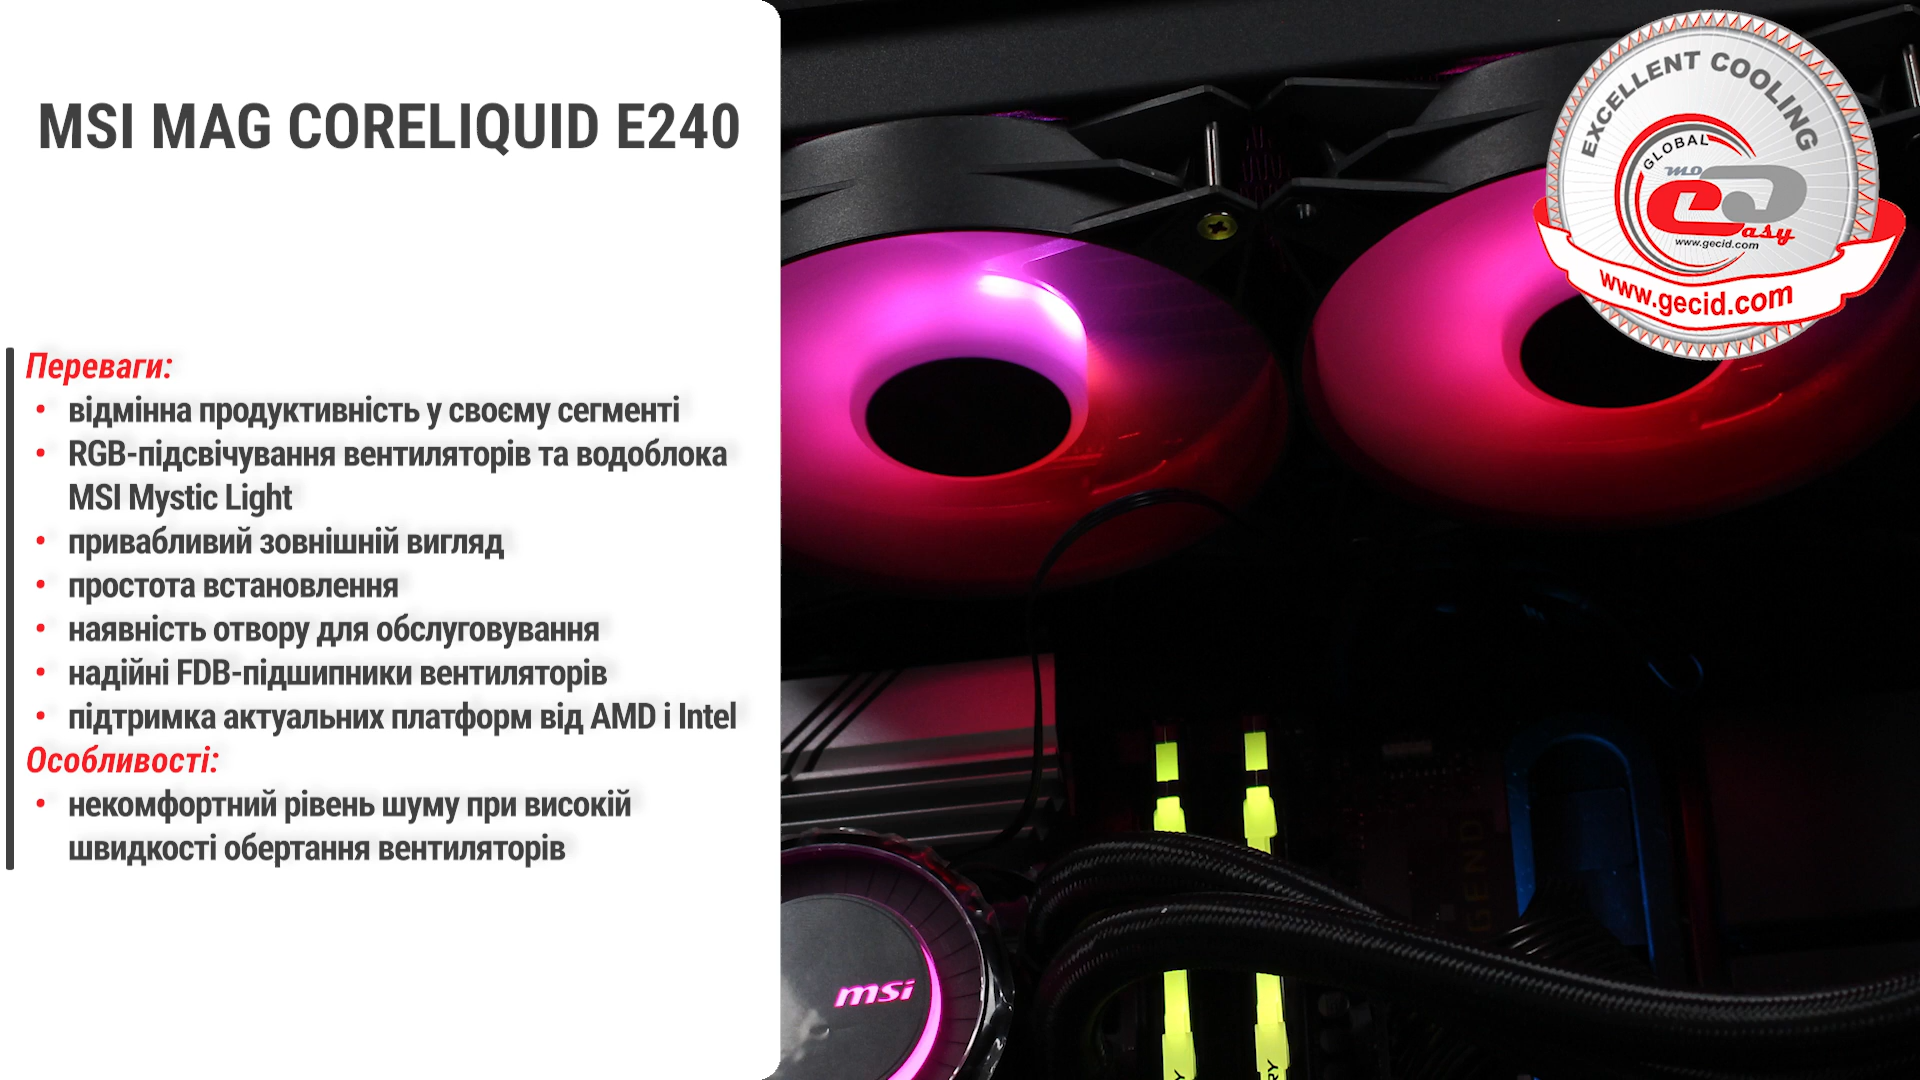 MSI MAG CORELIQUID E240
Переваги:
• відмінна продуктивність у своєму сегменті
• RGB-підсвічування вентиляторів та водоблока
MSI Mystic Light
• привабливий зовнішній вигляд
• простота встановлення
• наявність отвору для обслуговування
• надійні FDB-підшипники вентиляторів
• підтримка актуальних платформ від AMD і Intel
Особливості:
• некомфортний рівень шуму при високій
швидкості обертання вентиляторів
EXCELLENT COOLING
GLOBAL
easy
www.gecid.com
www.gecid.com
msi